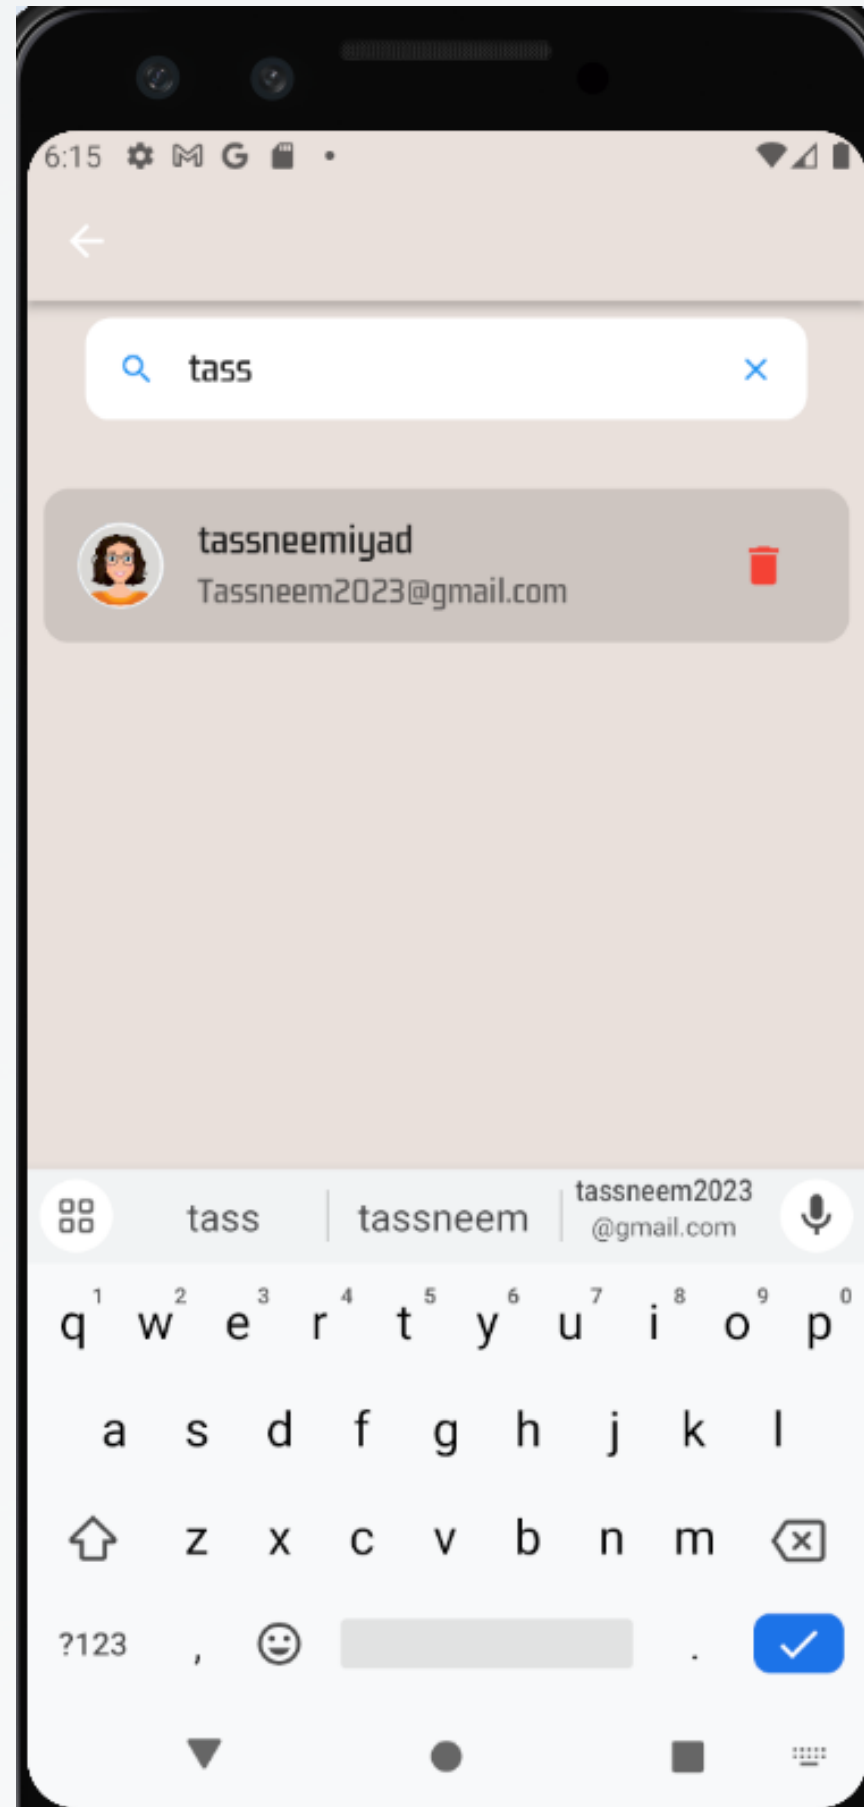 6:15
tass
tassneemiyad
Tassneem2023@gmail.com
tass tassneem tassneem2023
@gmail.com
1 2 3 4 5 6 7 8 9 0
q w e r t y u i o p
a s d f g h j k l
z x c v b n m
?123 , .